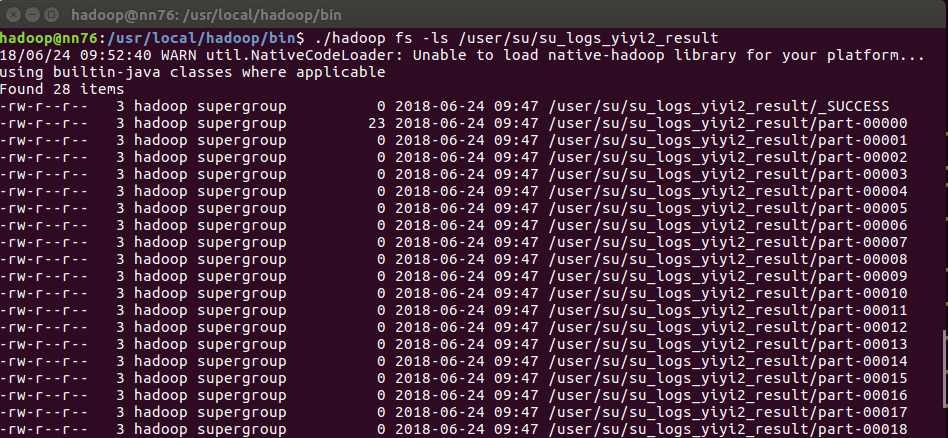 hadoop@nn76: /usr/local/hadoop/bin
hadoop@nn76:/usr/local/hadoop/bin$ ./hadoop fs -ls /user/su/su_logs_yiyi2_result
18/06/24 09:52:40 WARN util.NativeCodeLoader: Unable to load native-hadoop library for your platform...
using builtin-java classes where applicable
Found 28 items
-rw-r--r--   3 hadoop supergroup          0 2018-06-24 09:47 /user/su/su_logs_yiyi2_result/_SUCCESS
-rw-r--r--   3 hadoop supergroup         23 2018-06-24 09:47 /user/su/su_logs_yiyi2_result/part-00000
-rw-r--r--   3 hadoop supergroup          0 2018-06-24 09:47 /user/su/su_logs_yiyi2_result/part-00001
-rw-r--r--   3 hadoop supergroup          0 2018-06-24 09:47 /user/su/su_logs_yiyi2_result/part-00002
-rw-r--r--   3 hadoop supergroup          0 2018-06-24 09:47 /user/su/su_logs_yiyi2_result/part-00003
-rw-r--r--   3 hadoop supergroup          0 2018-06-24 09:47 /user/su/su_logs_yiyi2_result/part-00004
-rw-r--r--   3 hadoop supergroup          0 2018-06-24 09:47 /user/su/su_logs_yiyi2_result/part-00005
-rw-r--r--   3 hadoop supergroup          0 2018-06-24 09:47 /user/su/su_logs_yiyi2_result/part-00006
-rw-r--r--   3 hadoop supergroup          0 2018-06-24 09:47 /user/su/su_logs_yiyi2_result/part-00007
-rw-r--r--   3 hadoop supergroup          0 2018-06-24 09:47 /user/su/su_logs_yiyi2_result/part-00008
-rw-r--r--   3 hadoop supergroup          0 2018-06-24 09:47 /user/su/su_logs_yiyi2_result/part-00009
-rw-r--r--   3 hadoop supergroup          0 2018-06-24 09:47 /user/su/su_logs_yiyi2_result/part-00010
-rw-r--r--   3 hadoop supergroup          0 2018-06-24 09:47 /user/su/su_logs_yiyi2_result/part-00011
-rw-r--r--   3 hadoop supergroup          0 2018-06-24 09:47 /user/su/su_logs_yiyi2_result/part-00012
-rw-r--r--   3 hadoop supergroup          0 2018-06-24 09:47 /user/su/su_logs_yiyi2_result/part-00013
-rw-r--r--   3 hadoop supergroup          0 2018-06-24 09:47 /user/su/su_logs_yiyi2_result/part-00014
-rw-r--r--   3 hadoop supergroup          0 2018-06-24 09:47 /user/su/su_logs_yiyi2_result/part-00015
-rw-r--r--   3 hadoop supergroup          0 2018-06-24 09:47 /user/su/su_logs_yiyi2_result/part-00016
-rw-r--r--   3 hadoop supergroup          0 2018-06-24 09:47 /user/su/su_logs_yiyi2_result/part-00017
-rw-r--r--   3 hadoop supergroup          0 2018-06-24 09:47 /user/su/su_logs_yiyi2_result/part-00018